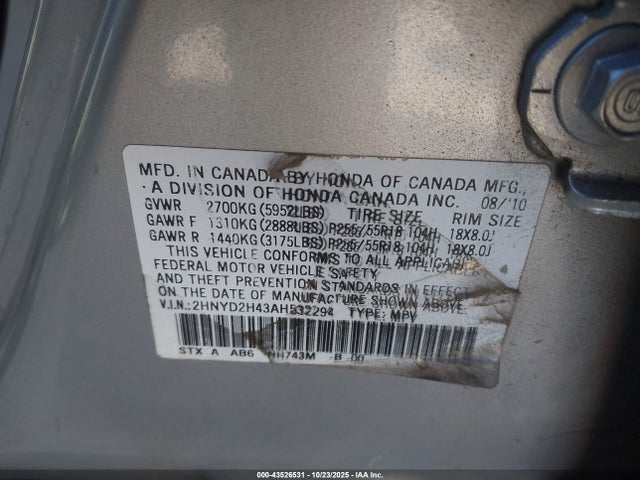 MFD. IN CANADA BY HONDA OF CANADA MFG.,
A DIVISION OF HONDA CANADA INC. 08/'10
GVWR 2700KG (5952LBS) TIRE SIZE RIM SIZE
GAWR F 1310KG (2888LBS) P255/55R18 104H, 18X8.0J
GAWR R 1440KG (3175LBS) P255/55R18 104H, 18X8.0J
THIS VEHICLE CONFORMS TO ALL APPLICABLE
FEDERAL MOTOR VEHICLE SAFETY
AND THEFT PREVENTION STANDARDS IN EFFECT
ON THE DATE OF MANUFACTURE SHOWN ABOVE.
V.I.N.: 2HNYD2H43AH532294 TYPE: MPV
STX A AB6 NH743M B
000-43526531 - 10/23/2025 - www.iaai.com